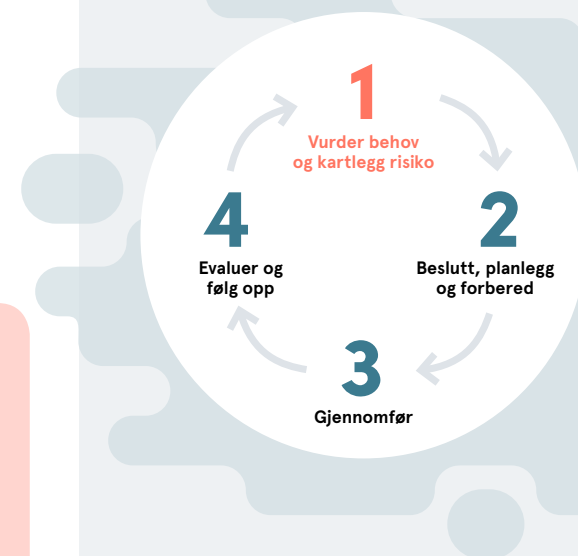 1
Vurder behov
og kartlegg risiko
2
Beslutt, planlegg
og forbered
3
Gjennomfør
4
Evaluer og
følg opp